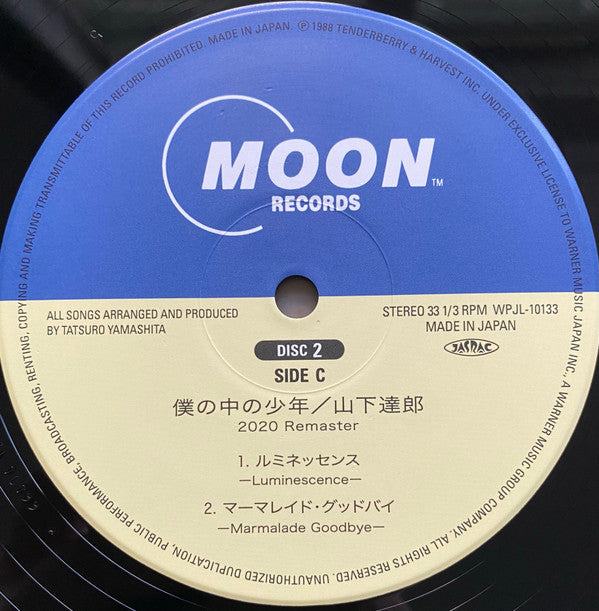 UNAUTHORIZED DUPLICATION, PUBLIC PERFORMANCE, BROADCASTING, RENTING, COPYING AND MAKING TRANSMITTABLE OF THIS RECORD PROHIBITED. MADE IN JAPAN. ℗ 1988 TENDERBERRY & HARVEST INC. UNDER EXCLUSIVE LICENSE TO WARNER MUSIC JAPAN INC., A WARNER MUSIC GROUP COMPANY. ALL RIGHTS RESERVED.
MOON™
RECORDS
ALL SONGS ARRANGED AND PRODUCED
BY TATSURO YAMASHITA
STEREO 33 1/3 RPM WPJL-10133
MADE IN JAPAN
JASRAC
DISC 2
SIDE C
僕の中の少年／山下達郎
2020 Remaster
1. ルミネッセンス
—Luminescence—
2. マーマレイド・グッドバイ
—Marmalade Goodbye—